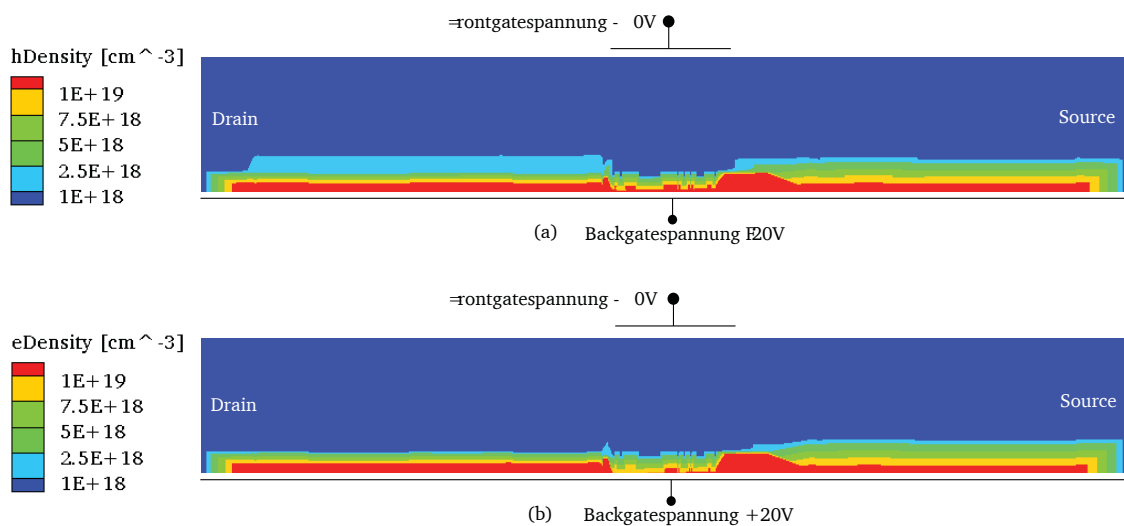 =rontgatespannung - 0V
hDensity [cm^-3]
1E+19
7.5E+18
5E+18
2.5E+18
1E+18
Drain
Source
(a) Backgatespannung E20V
=rontgatespannung - 0V
eDensity [cm^-3]
1E+19
7.5E+18
5E+18
2.5E+18
1E+18
Drain
Source
Backgatespannung +20V
(b)